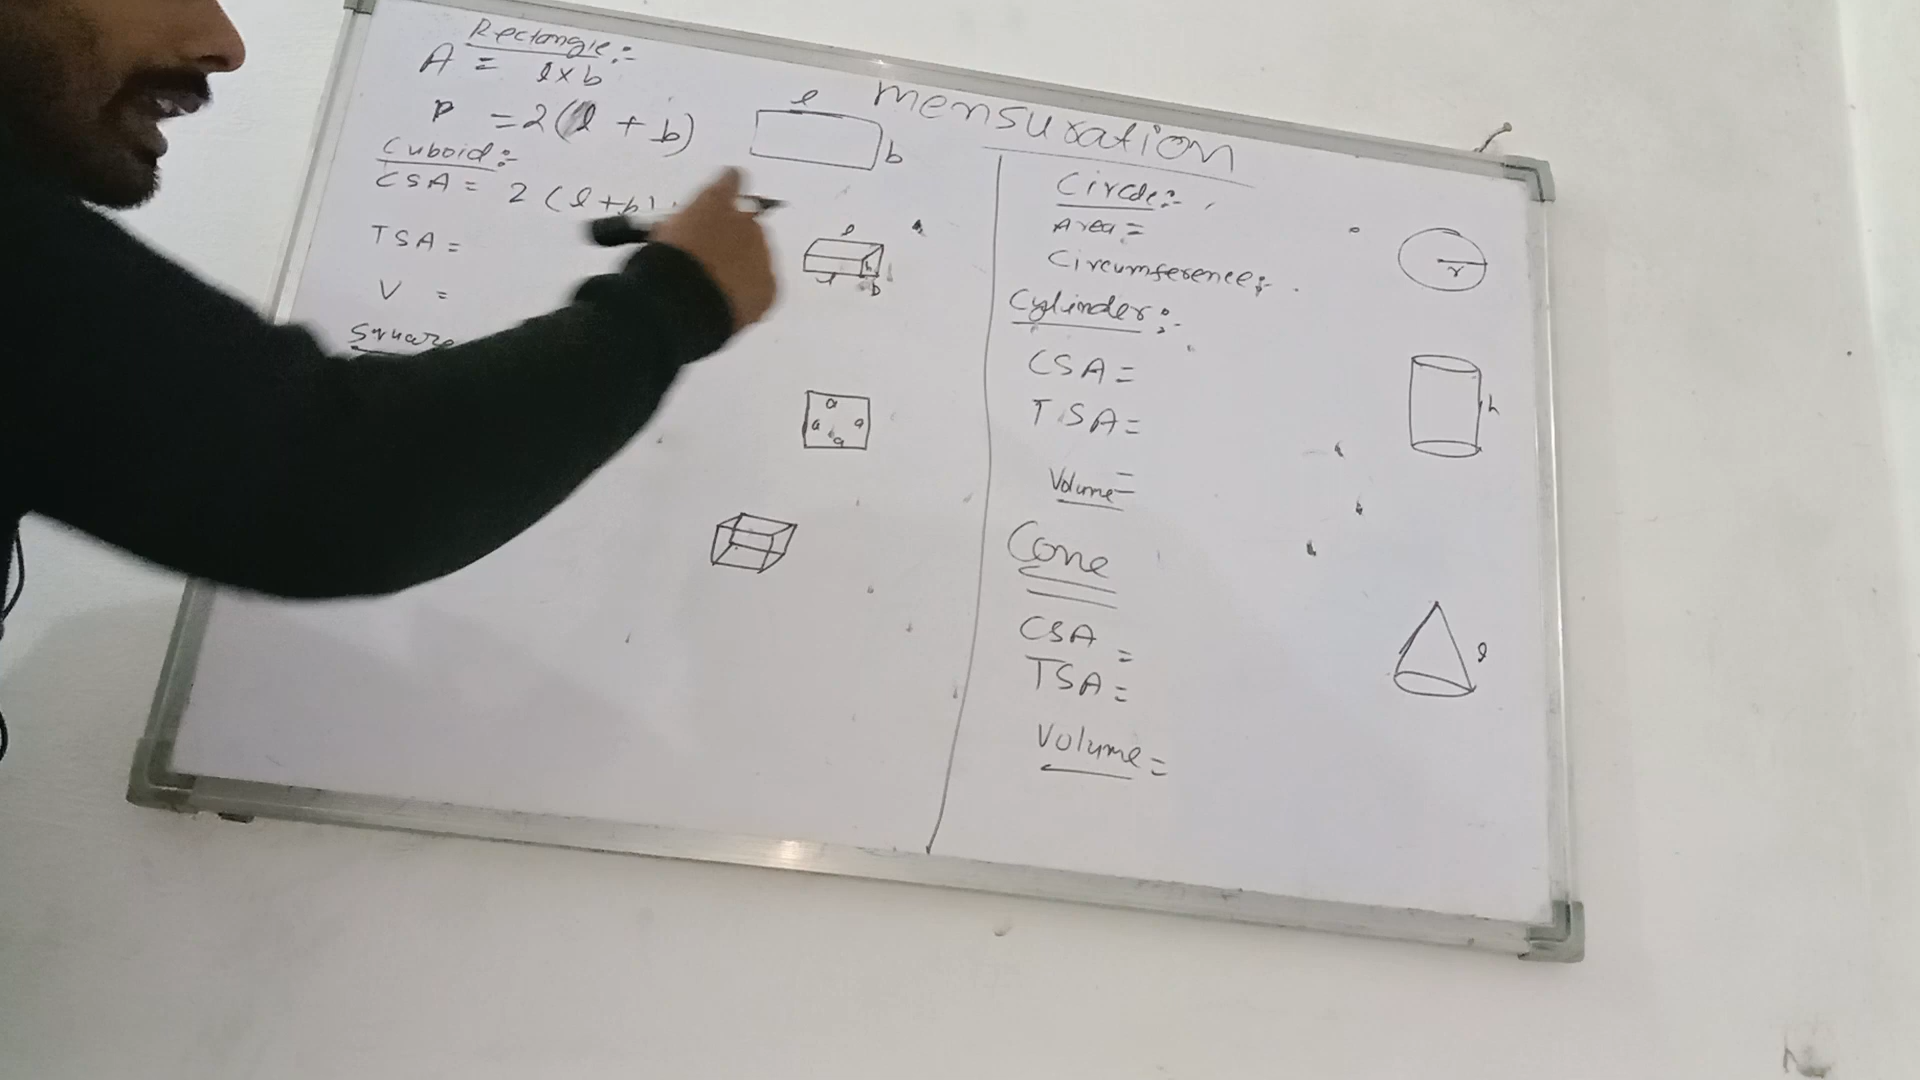 mensuration
Rectangle:-
A = l×b
P = 2(l + b)
l
b
Cuboid:-
CSA = 2(l+b)
l
h
l
b
TSA =
V =
Square
a
a
a
a
Circle:-
Area =
r
Circumference:-
Cylinder:-
CSA =
h
TSA =
Volume =
Cone
CSA =
l
TSA =
Volume =